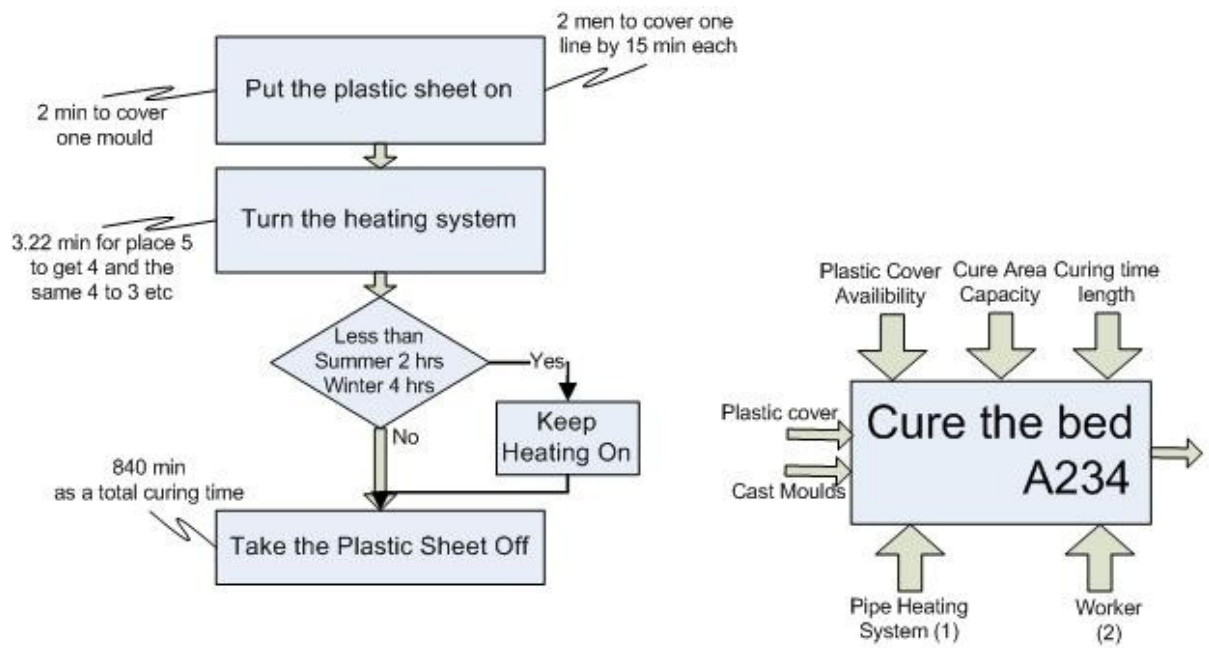 2 men to cover one
line by 15 min each
Put the plastic sheet on
2 min to cover
one mould
Turn the heating system
3.22 min for place 5
to get 4 and the
same 4 to 3 etc
Less than
Summer 2 hrs
Winter 4 hrs
Yes
No
Keep
Heating On
840 min
as a total curing time
Take the Plastic Sheet Off
Plastic Cover
Availibility
Cure Area
Capacity
Curing time
length
Plastic cover
Cast Moulds
Cure the bed
A234
Pipe Heating
System (1)
Worker
(2)